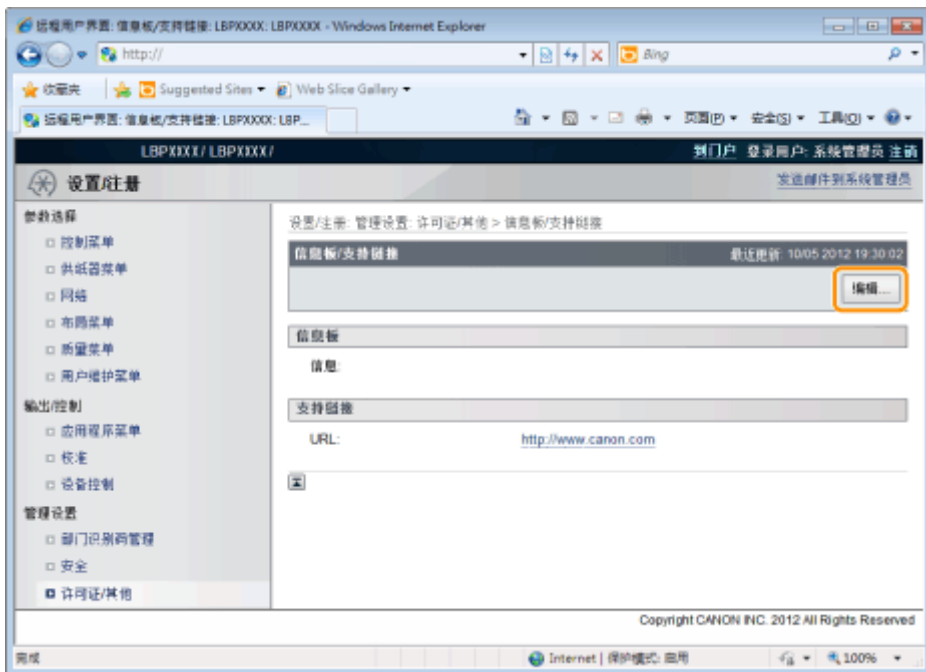 远程用户界面: 信息板/支持链接: LBPXXXX: LBPXXXX - Windows Internet Explorer
http://
Bing
收藏夹 Suggested Sites Web Slice Gallery
远程用户界面: 信息板/支持链接: LBPXXXX: LBP... 页面(P) 安全(S) 工具(O)
LBPXXXX / LBPXXXX / 到门户 登录用户: 系统管理员 注销
设置/注册 发送邮件到系统管理员
参数选择
控制菜单
供纸器菜单
网络
布局菜单
质量菜单
用户维护菜单
输出/控制
应用程序菜单
校准
设备控制
管理设置
部门识别码管理
安全
许可证/其他
设置/注册: 管理设置: 许可证/其他 > 信息板/支持链接
信息板/支持链接 最近更新: 10/05 2012 19:30:02
编辑...
信息板
信息:
支持链接
URL: http://www.canon.com
Copyright CANON INC. 2012 All Rights Reserved
完成 Internet | 保护模式: 启用 100%